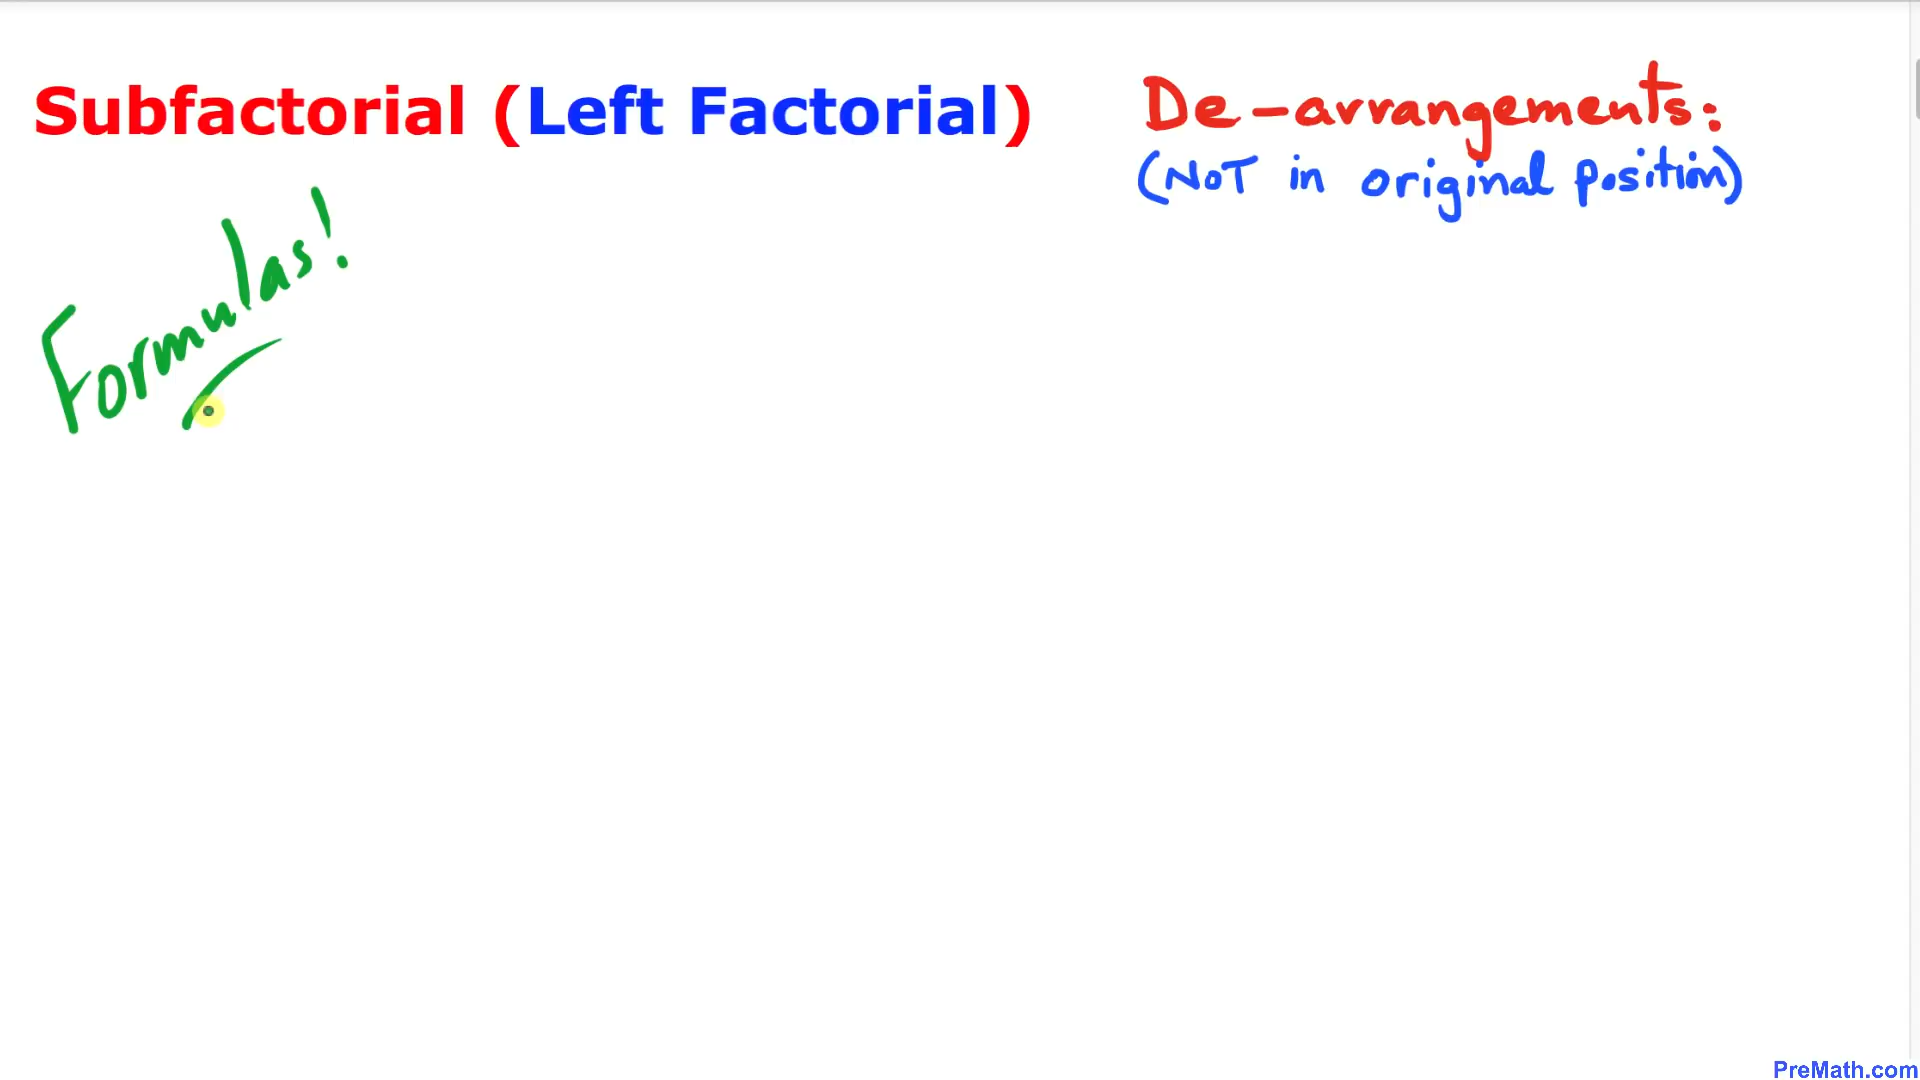 Subfactorial (Left Factorial)
De-arrangements:
(NOT in original position)
Formulas!
PreMath.com